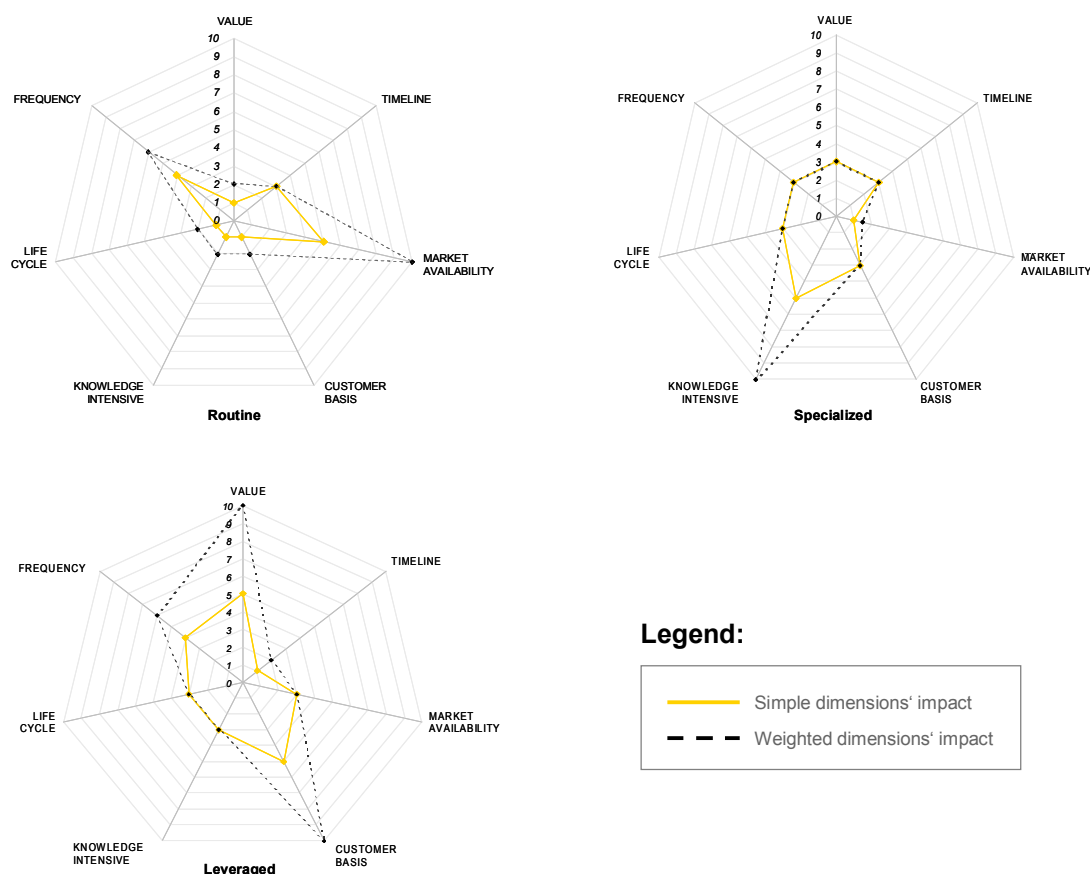 VALUE
10
9
8
7
6
5
4
3
2
1
0
FREQUENCY
TIMELINE
LIFE
CYCLE
MARKET
AVAILABILITY
KNOWLEDGE
INTENSIVE
CUSTOMER
BASIS
Routine
VALUE
10
9
8
7
6
5
4
3
2
1
0
FREQUENCY
TIMELINE
LIFE
CYCLE
MARKET
AVAILABILITY
KNOWLEDGE
INTENSIVE
CUSTOMER
BASIS
Specialized
VALUE
10
9
8
7
6
5
4
3
2
1
0
FREQUENCY
TIMELINE
LIFE
CYCLE
MARKET
AVAILABILITY
KNOWLEDGE
INTENSIVE
CUSTOMER
BASIS
Leveraged
Legend:
Simple dimensions‘ impact
Weighted dimensions‘ impact